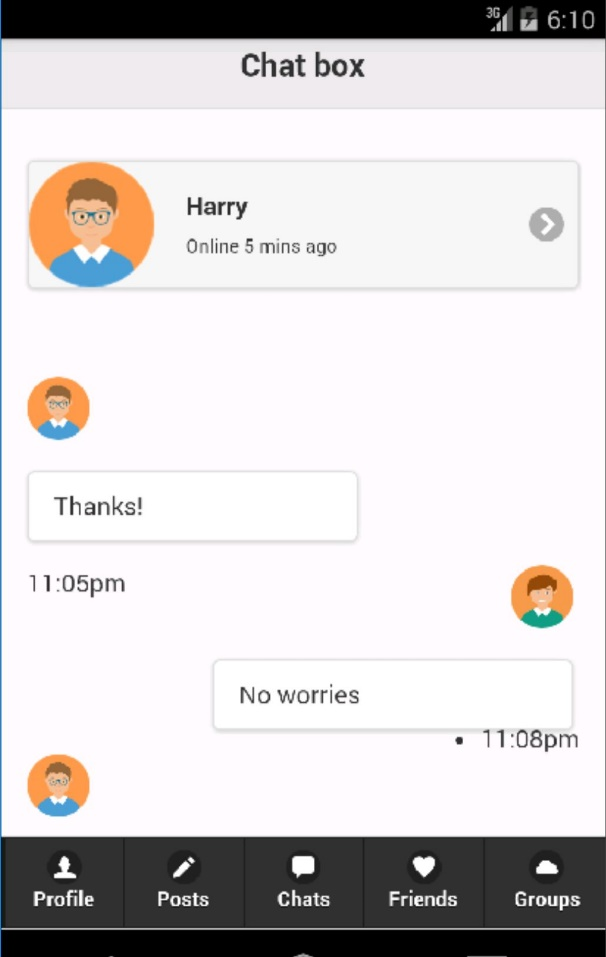 3G 6:10
Chat box
Harry
Online 5 mins ago
Thanks!
11:05pm
No worries
• 11:08pm
Profile Posts Chats Friends Groups